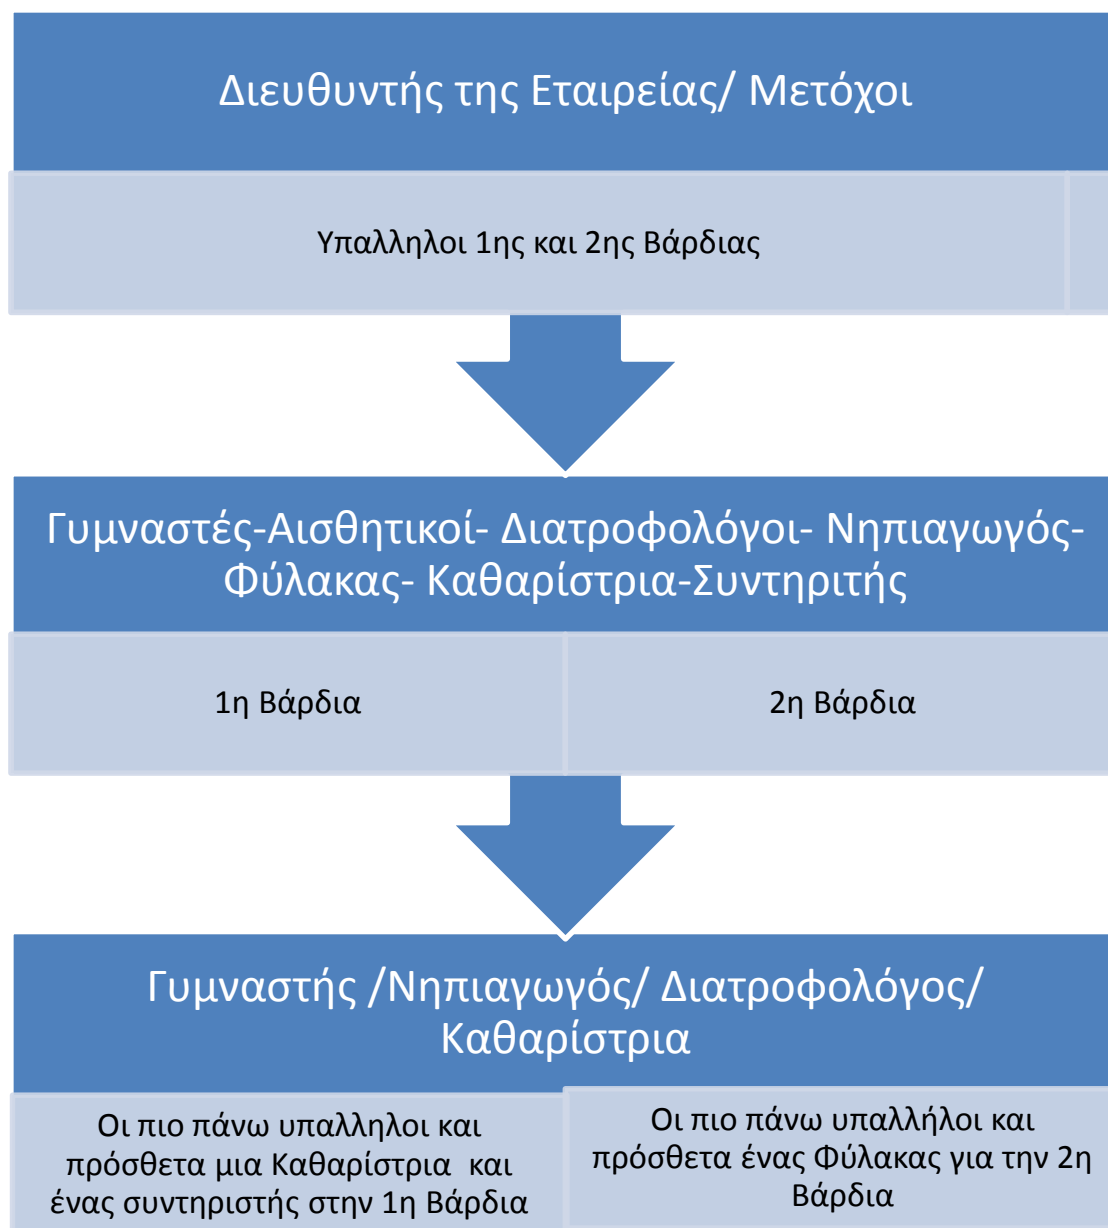 Διευθυντής της Εταιρείας/ Μετόχοι
Υπαλληλοι 1ης και 2ης Βάρδιας
Γυμναστές-Αισθητικοί- Διατροφολόγοι- Νηπιαγωγός-
Φύλακας- Καθαρίστρια-Συντηριτής
1η Βάρδια
2η Βάρδια
Γυμναστής /Νηπιαγωγός/ Διατροφολόγος/
Καθαρίστρια
Οι πιο πάνω υπαλληλοι και
πρόσθετα μια Καθαρίστρια  και
ένας συντηριστής στην 1η Βάρδια
Οι πιο πάνω υπαλλήλοι και
πρόσθετα ένας Φύλακας για την 2η
Βάρδια